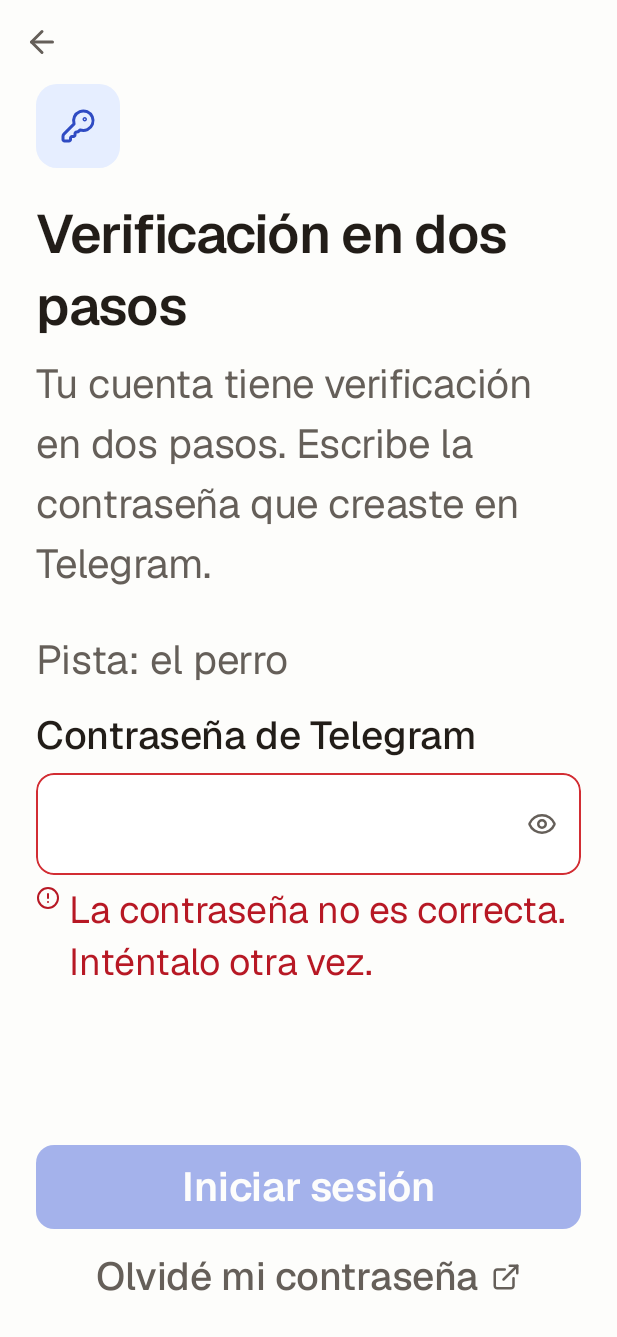 Verificación en dos
pasos
Tu cuenta tiene verificación
en dos pasos. Escribe la
contraseña que creaste en
Telegram.
Pista: el perro
Contraseña de Telegram
La contraseña no es correcta.
Inténtalo otra vez.
Iniciar sesión
Olvidé mi contraseña